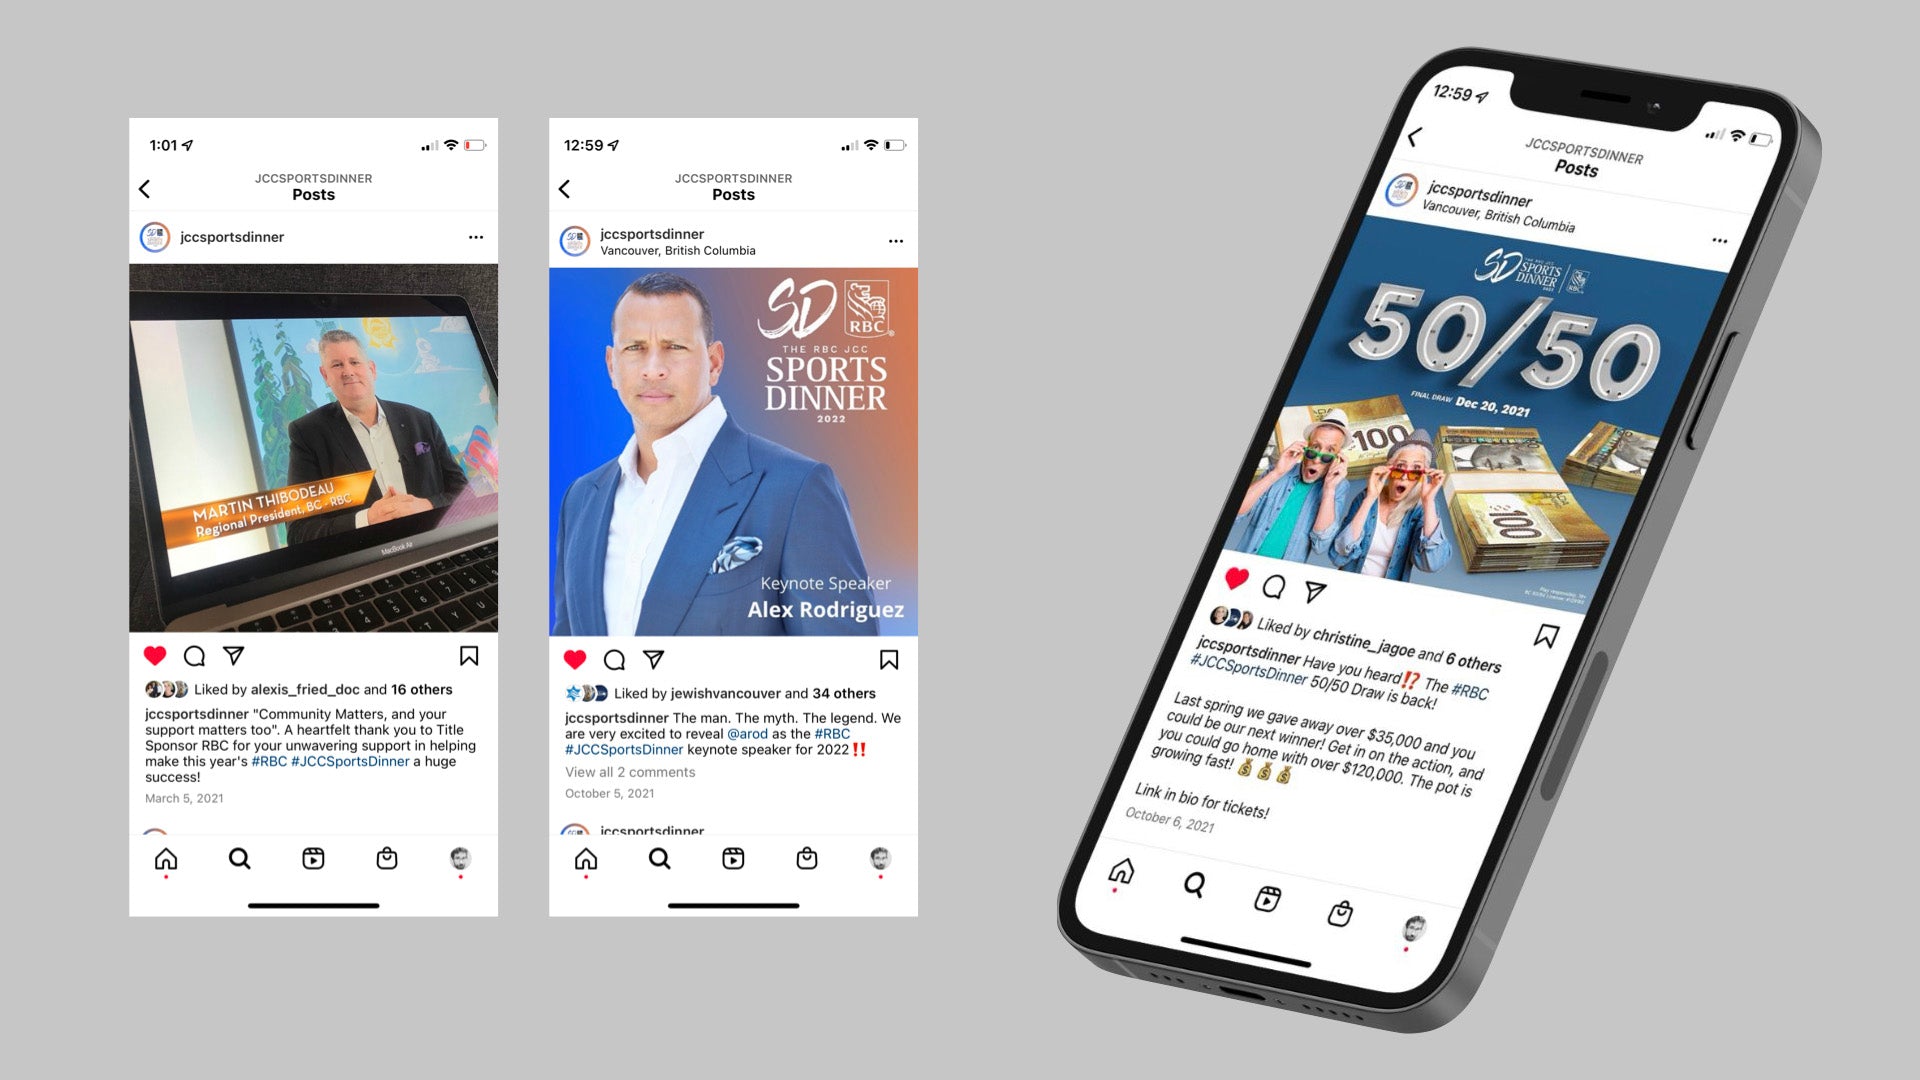 1:01
JCCSPORTSDINNER
Posts
jccsportsdinner
MARTIN THIBODEAU
Regional President, BC - RBC
MacBook Air
Liked by alexis_fried_doc and 16 others
jccsportsdinner "Community Matters, and your
support matters too". A heartfelt thank you to Title
Sponsor RBC for your unwavering support in helping
make this year's #RBC #JCCSportsDinner a huge
success!
March 5, 2021
12:59
JCCSPORTSDINNER
Posts
jccsportsdinner
Vancouver, British Columbia
SD
RBC
THE RBC JCC
SPORTS
DINNER
2022
Keynote Speaker
Alex Rodriguez
Liked by jewishvancouver and 34 others
jccsportsdinner The man. The myth. The legend. We
are very excited to reveal @arod as the #RBC
#JCCSportsDinner keynote speaker for 2022‼️
View all 2 comments
October 5, 2021
jccsportsdinner
12:59
JCCSPORTSDINNER
Posts
jccsportsdinner
Vancouver, British Columbia
SD
THE RBC JCC
SPORTS
DINNER
RBC
50/50
FINAL DRAW Dec 20, 2021
100
100
Liked by christine_jagoe and 6 others
jccsportsdinner Have you heard⁉️ The #RBC
#JCCSportsDinner 50/50 Draw is back!
Last spring we gave away over $35,000 and you
could be our next winner! Get in on the action, and
you could go home with over $120,000. The pot is
growing fast! 💰💰💰
Link in bio for tickets!
October 6, 2021